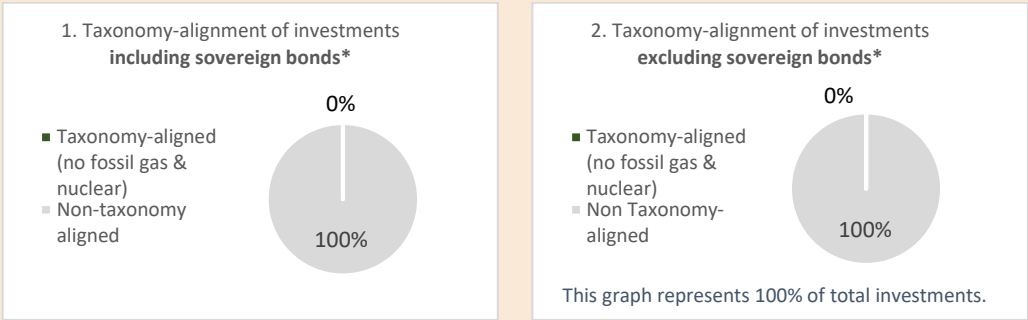 1. Taxonomy-alignment of investments
including sovereign bonds*
0%
Taxonomy-aligned
(no fossil gas &
nuclear)
Non-taxonomy
aligned
100%
2. Taxonomy-alignment of investments
excluding sovereign bonds*
0%
Taxonomy-aligned
(no fossil gas &
nuclear)
Non Taxonomy-
aligned
100%
This graph represents 100% of total investments.